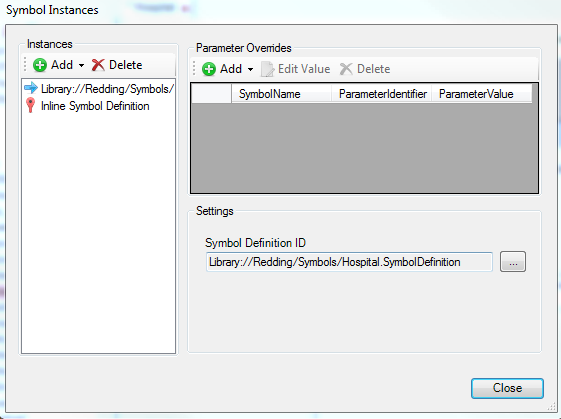 Symbol Instances
Instances
Add Delete
Library://Redding/Symbols/
Inline Symbol Definition
Parameter Overrides
Add Edit Value Delete
SymbolName ParameterIdentifier ParameterValue
Settings
Symbol Definition ID
Library://Redding/Symbols/Hospital.SymbolDefinition ...
Close